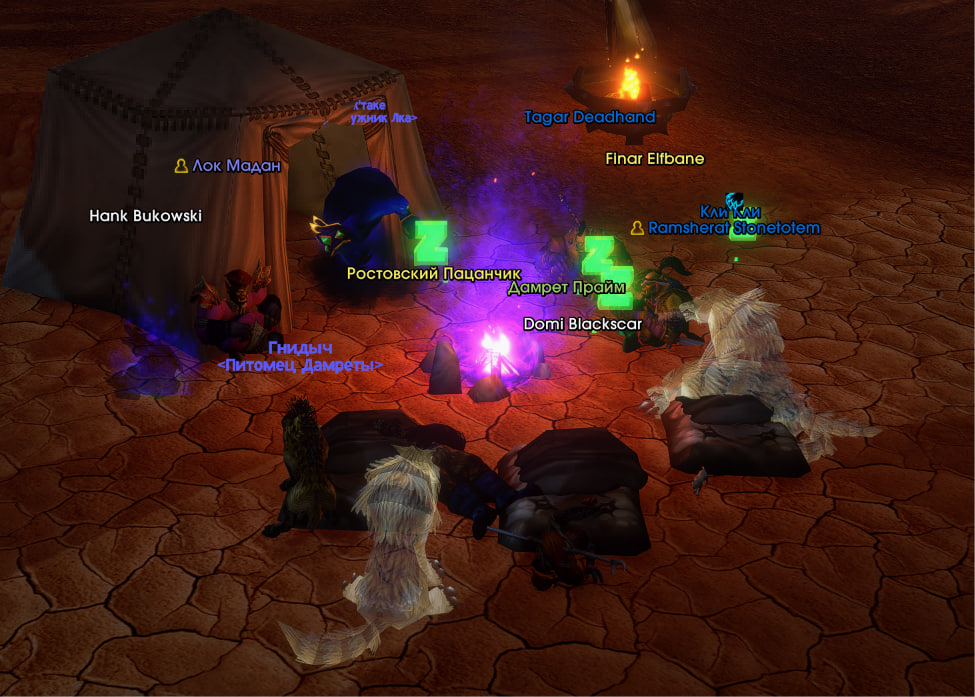 Tagar Deadhand
Finar Elfbane
Лок Мадан
Hank Bukowski
Кли Кли
Ramsherat Stonetotem
Ростовский Пацанчик
Дамрет Прайм
Domi Blackscar
Гнидыч
<Питомец Дамреты>